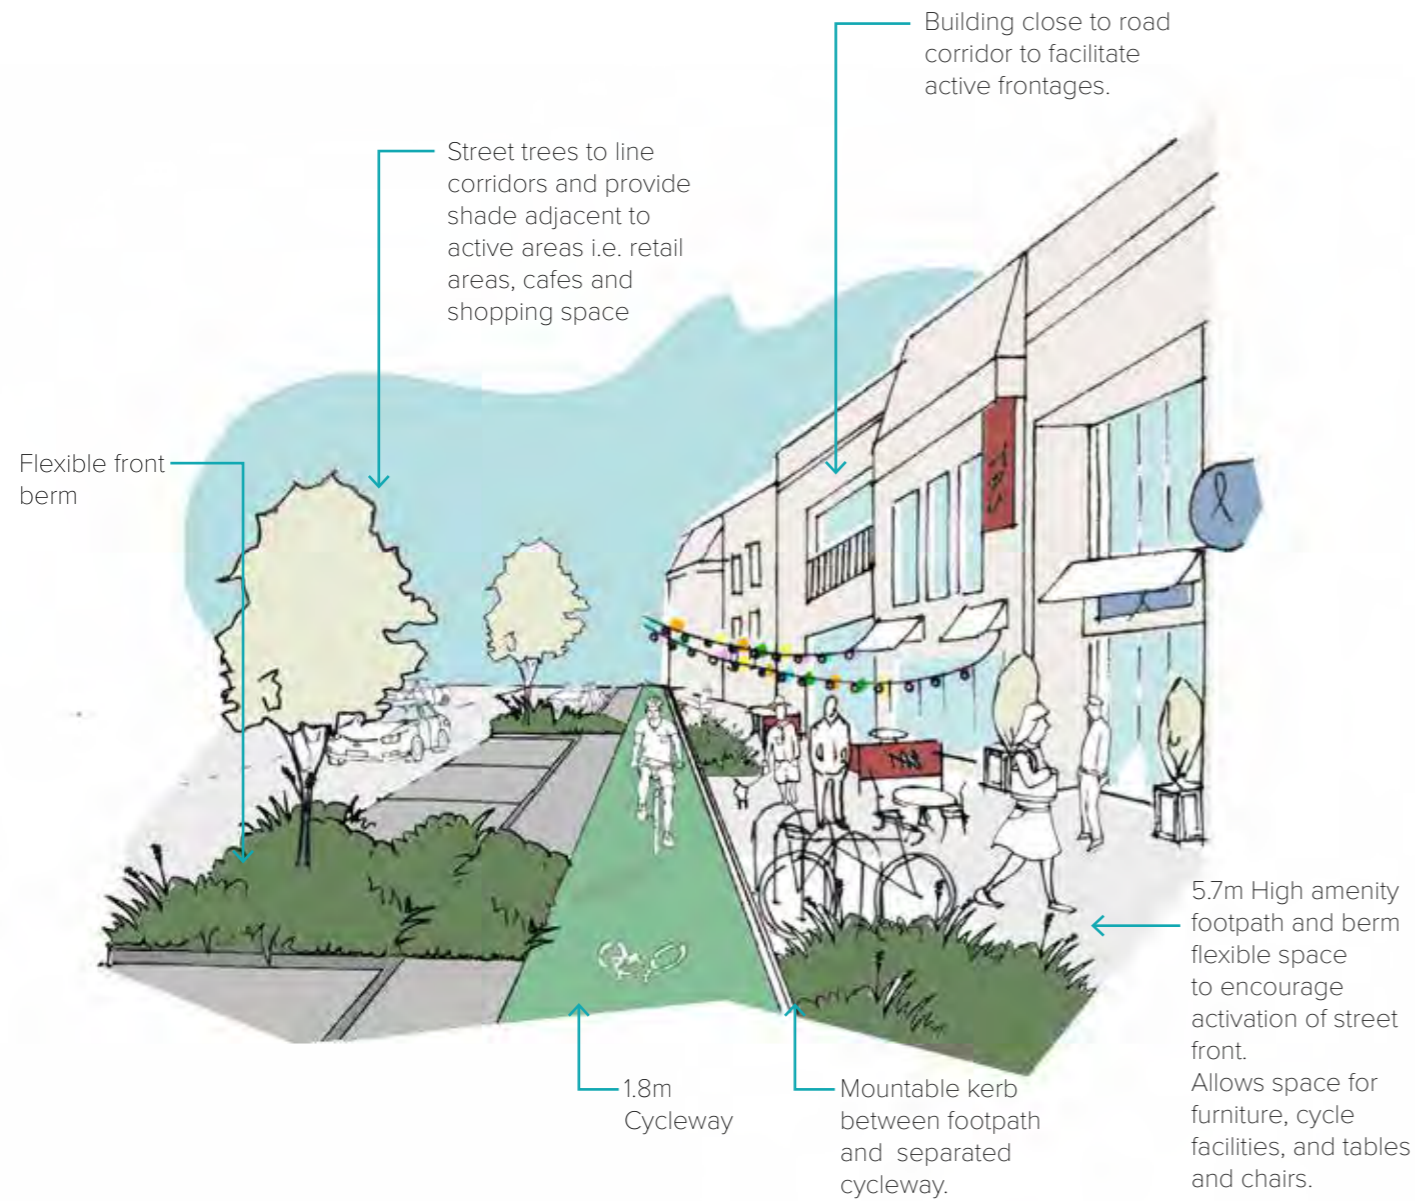 Building close to road
corridor to facilitate
active frontages.
Street trees to line
corridors and provide
shade adjacent to
active areas i.e. retail
areas, cafes and
shopping space
Flexible front
berm
5.7m High amenity
footpath and berm
flexible space
to encourage
activation of street
front.
Allows space for
furniture, cycle
facilities, and tables
and chairs.
1.8m
Cycleway
Mountable kerb
between footpath
and separated
cycleway.